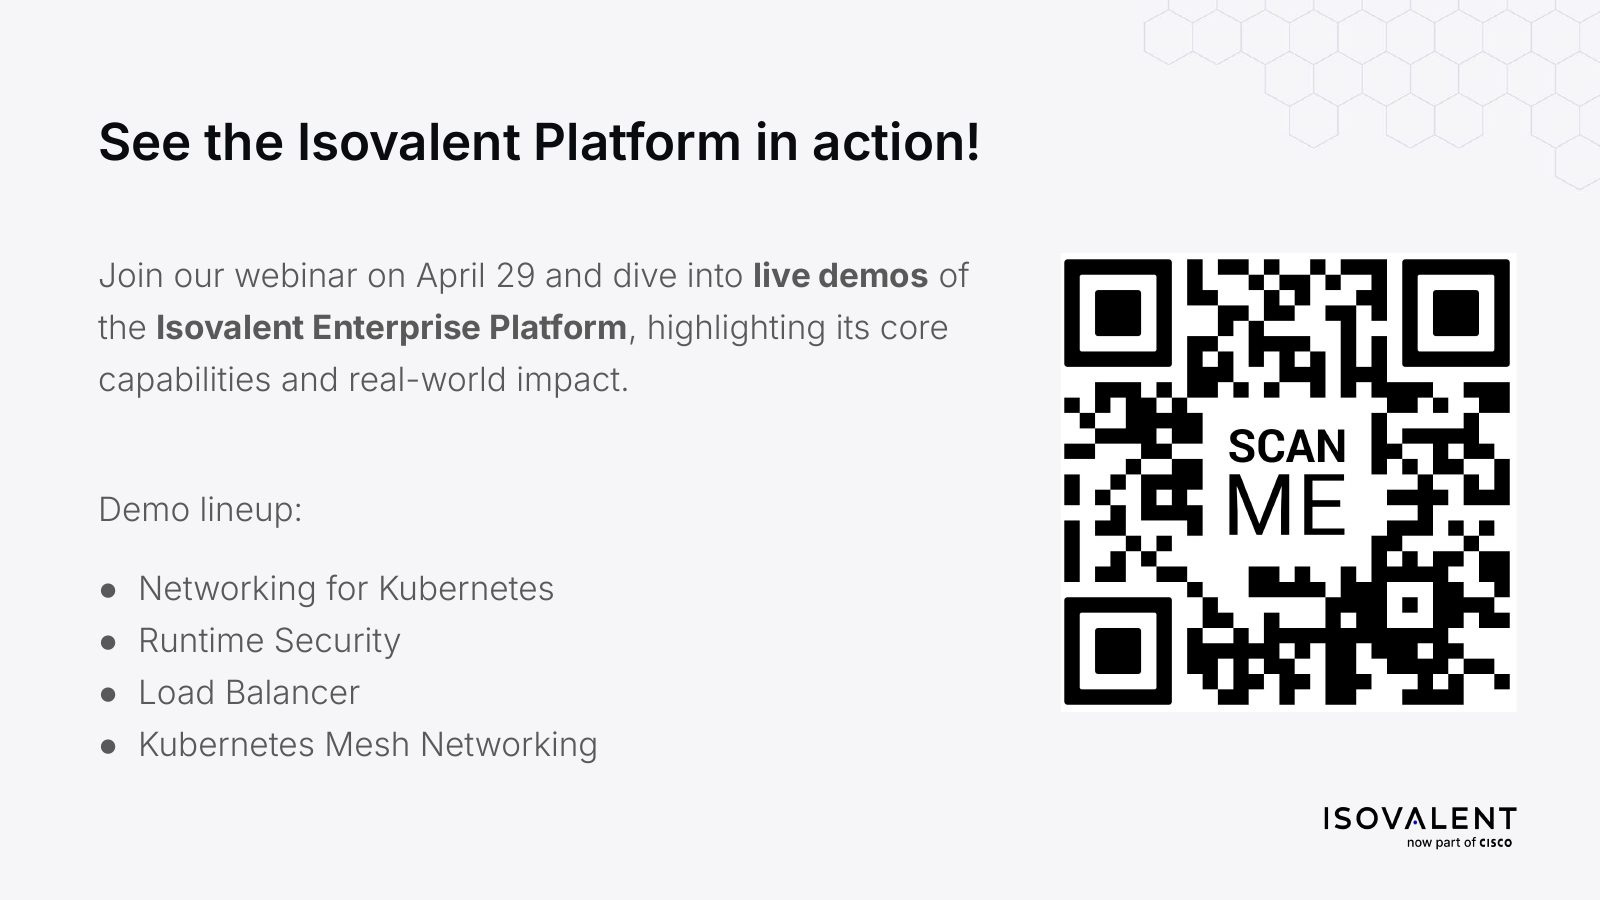 See the Isovalent Platform in action!
Join our webinar on April 29 and dive into live demos of
the Isovalent Enterprise Platform, highlighting its core
capabilities and real-world impact.
Demo lineup:
● Networking for Kubernetes
● Runtime Security
● Load Balancer
● Kubernetes Mesh Networking
SCAN
ME
ISOVALENT
now part of CISCO